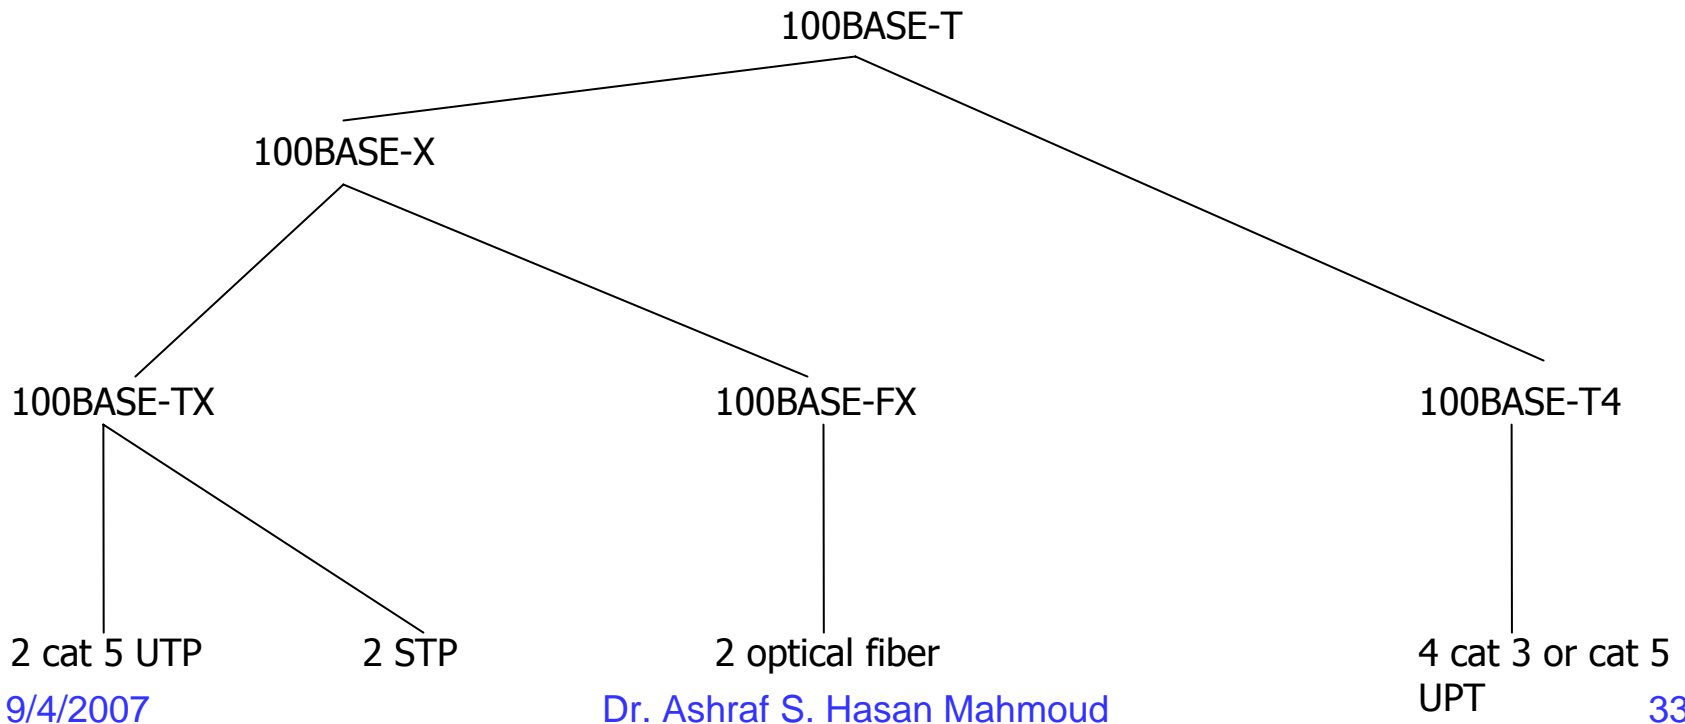 100BASE-T
100BASE-X
100BASE-TX
100BASE-FX
100BASE-T4
2 cat 5 UTP
2 STP
2 optical fiber
4 cat 3 or cat 5
UPT
9/4/2007
Dr. Ashraf S. Hasan Mahmoud
33